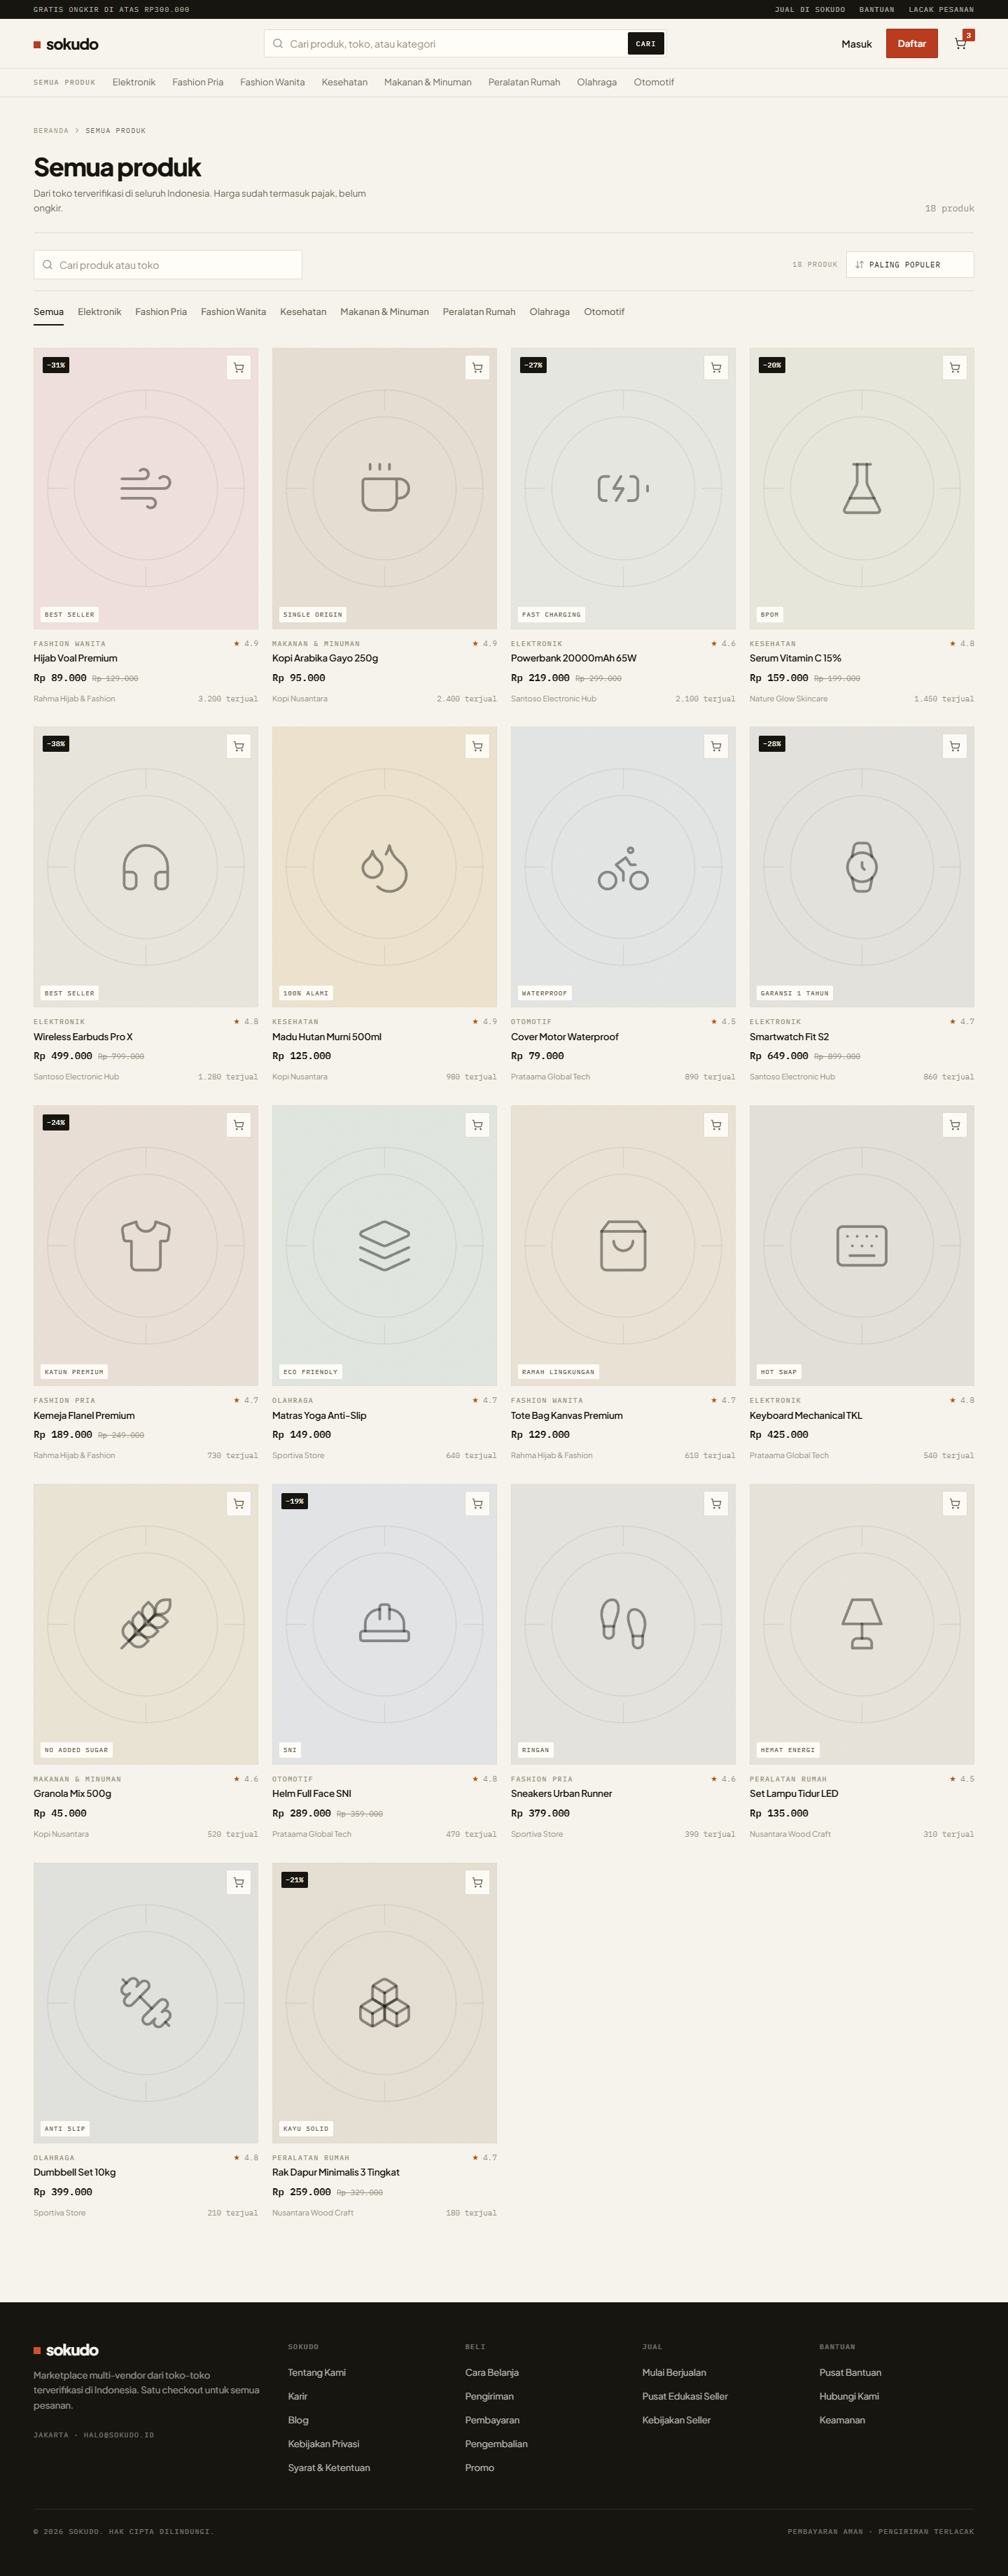 GRATIS ONGKIR DI ATAS RP300.000
JUAL DI SOKUDO BANTUAN LACAK PESANAN
sokudo
Cari produk, toko, atau kategori
CARI
Masuk
Daftar
3
SEMUA PRODUK Elektronik Fashion Pria Fashion Wanita Kesehatan Makanan & Minuman Peralatan Rumah Olahraga Otomotif
BERANDA > SEMUA PRODUK
Semua produk
Dari toko terverifikasi di seluruh Indonesia. Harga sudah termasuk pajak, belum
ongkir.
18 produk
Cari produk atau toko
18 PRODUK
PALING POPULER
Semua Elektronik Fashion Pria Fashion Wanita Kesehatan Makanan & Minuman Peralatan Rumah Olahraga Otomotif
-31%
BEST SELLER
FASHION WANITA ★ 4.9
Hijab Voal Premium
Rp 89.000 Rp 129.000
Rahma Hijab & Fashion 3.200 terjual
SINGLE ORIGIN
MAKANAN & MINUMAN ★ 4.9
Kopi Arabika Gayo 250g
Rp 95.000
Kopi Nusantara 2.400 terjual
-27%
FAST CHARGING
ELEKTRONIK ★ 4.6
Powerbank 20000mAh 65W
Rp 219.000 Rp 299.000
Santoso Electronic Hub 2.100 terjual
-20%
BPOM
KESEHATAN ★ 4.8
Serum Vitamin C 15%
Rp 159.000 Rp 199.000
Nature Glow Skincare 1.450 terjual
-38%
BEST SELLER
ELEKTRONIK ★ 4.8
Wireless Earbuds Pro X
Rp 499.000 Rp 799.000
Santoso Electronic Hub 1.280 terjual
100% ALAMI
KESEHATAN ★ 4.9
Madu Hutan Murni 500ml
Rp 125.000
Kopi Nusantara 980 terjual
WATERPROOF
OTOMOTIF ★ 4.5
Cover Motor Waterproof
Rp 79.000
Prataama Global Tech 890 terjual
-28%
GARANSI 1 TAHUN
ELEKTRONIK ★ 4.7
Smartwatch Fit S2
Rp 649.000 Rp 899.000
Santoso Electronic Hub 860 terjual
-24%
KATUN PREMIUM
FASHION PRIA ★ 4.7
Kemeja Flanel Premium
Rp 189.000 Rp 249.000
Rahma Hijab & Fashion 730 terjual
ECO FRIENDLY
OLAHRAGA ★ 4.7
Matras Yoga Anti-Slip
Rp 149.000
Sportiva Store 640 terjual
RAMAH LINGKUNGAN
FASHION WANITA ★ 4.7
Tote Bag Kanvas Premium
Rp 129.000
Rahma Hijab & Fashion 610 terjual
HOT SWAP
ELEKTRONIK ★ 4.8
Keyboard Mechanical TKL
Rp 425.000
Prataama Global Tech 540 terjual
NO ADDED SUGAR
MAKANAN & MINUMAN ★ 4.6
Granola Mix 500g
Rp 45.000
Kopi Nusantara 520 terjual
-19%
SNI
OTOMOTIF ★ 4.8
Helm Full Face SNI
Rp 289.000 Rp 359.000
Prataama Global Tech 470 terjual
RINGAN
FASHION PRIA ★ 4.6
Sneakers Urban Runner
Rp 379.000
Sportiva Store 390 terjual
HEMAT ENERGI
PERALATAN RUMAH ★ 4.5
Set Lampu Tidur LED
Rp 135.000
Nusantara Wood Craft 310 terjual
ANTI SLIP
OLAHRAGA ★ 4.8
Dumbbell Set 10kg
Rp 399.000
Sportiva Store 210 terjual
-21%
KAYU SOLID
PERALATAN RUMAH ★ 4.7
Rak Dapur Minimalis 3 Tingkat
Rp 259.000 Rp 329.000
Nusantara Wood Craft 180 terjual
sokudo
Marketplace multi-vendor dari toko-toko
terverifikasi di Indonesia. Satu checkout untuk semua
pesanan.
JAKARTA · HALO@SOKUDO.ID
SOKUDO
Tentang Kami
Karir
Blog
Kebijakan Privasi
Syarat & Ketentuan
BELI
Cara Belanja
Pengiriman
Pembayaran
Pengembalian
Promo
JUAL
Mulai Berjualan
Pusat Edukasi Seller
Kebijakan Seller
BANTUAN
Pusat Bantuan
Hubungi Kami
Keamanan
© 2026 SOKUDO. HAK CIPTA DILINDUNGI.
PEMBAYARAN AMAN · PENGIRIMAN TERLACAK